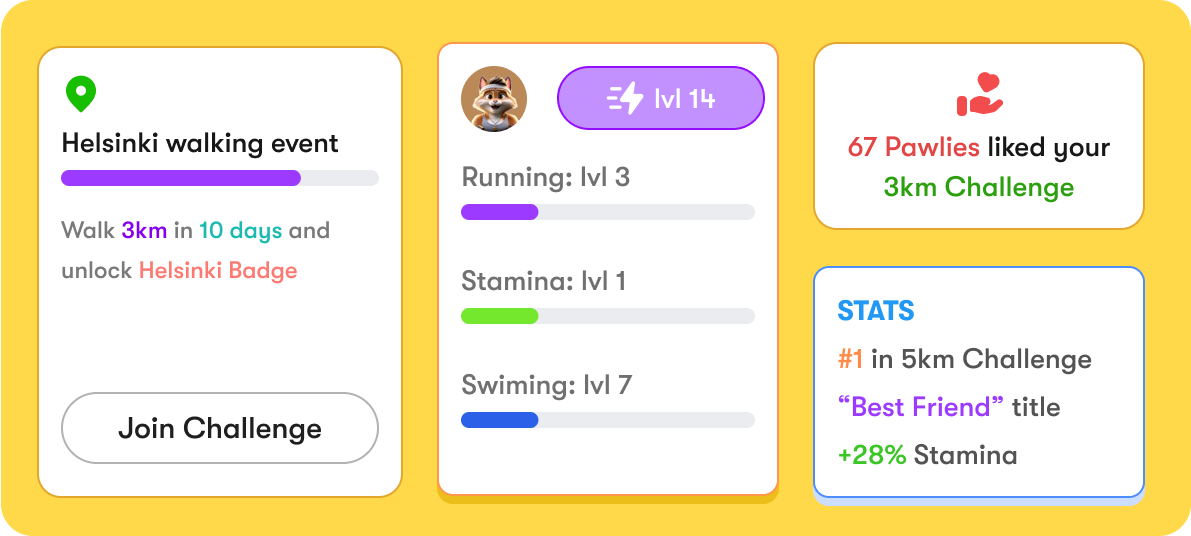 Helsinki walking event
Walk 3km in 10 days and
unlock Helsinki Badge
Join Challenge
lvl 14
Running: lvl 3
Stamina: lvl 1
Swiming: lvl 7
67 Pawlies liked your
3km Challenge
STATS
#1 in 5km Challenge
“Best Friend” title
+28% Stamina